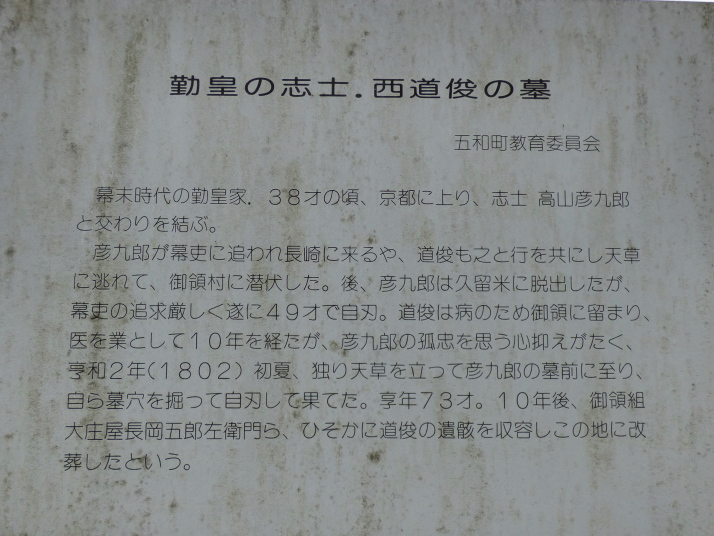 勤皇の志士.西道俊の墓
五和町教育委員会
幕末時代の勤皇家.38才の頃、京都に上り、志士 高山彦九郎
と交わりを結ぶ。
彦九郎が幕吏に追われ長崎に来るや、道俊も之と行を共にし天草
に逃れて、御領村に潜伏した。後、彦九郎は久留米に脱出したが、
幕吏の追求厳しく遂に49才で自刃。道俊は病のため御領に留まり、
医を業として10年を経たが、彦九郎の孤忠を思う心抑えがたく、
亨和2年(1802)初夏、独り天草を立って彦九郎の墓前に至り、
自ら墓穴を掘って自刃して果てた。享年73才。10年後、御領組
大庄屋長岡五郎左衛門ら、ひそかに道俊の遺骸を収容しこの地に改
葬したという。